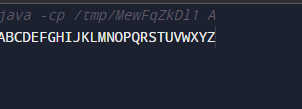 java -cp /tmp/MewFqZkDl1 A
ABCDEFGHIJKLMNOPQRSTUVWXYZ